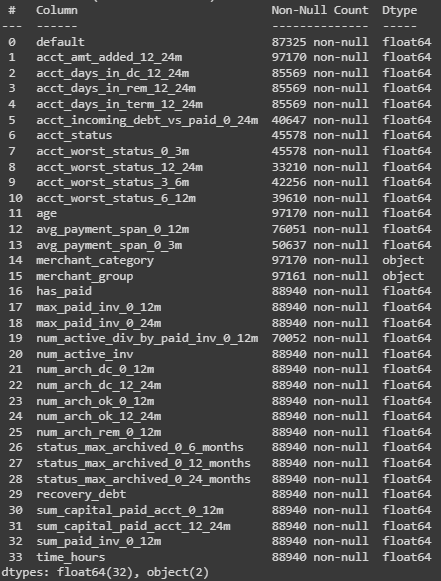 #   Column                              Non-Null Count  Dtype
---  ------                              --------------  -----
0   default                             87325 non-null  float64
1   acct_amt_added_12_24m               97170 non-null  float64
2   acct_days_in_dc_12_24m              85569 non-null  float64
3   acct_days_in_rem_12_24m             85569 non-null  float64
4   acct_days_in_term_12_24m            85569 non-null  float64
5   acct_incoming_debt_vs_paid_0_24m    40647 non-null  float64
6   acct_status                         45578 non-null  float64
7   acct_worst_status_0_3m              45578 non-null  float64
8   acct_worst_status_12_24m            33210 non-null  float64
9   acct_worst_status_3_6m              42256 non-null  float64
10  acct_worst_status_6_12m             39610 non-null  float64
11  age                                 97170 non-null  float64
12  avg_payment_span_0_12m              76051 non-null  float64
13  avg_payment_span_0_3m               50637 non-null  float64
14  merchant_category                   97170 non-null  object
15  merchant_group                      97161 non-null  object
16  has_paid                            88940 non-null  float64
17  max_paid_inv_0_12m                  88940 non-null  float64
18  max_paid_inv_0_24m                  88940 non-null  float64
19  num_active_div_by_paid_inv_0_12m    70052 non-null  float64
20  num_active_inv                      88940 non-null  float64
21  num_arch_dc_0_12m                   88940 non-null  float64
22  num_arch_dc_12_24m                  88940 non-null  float64
23  num_arch_ok_0_12m                   88940 non-null  float64
24  num_arch_ok_12_24m                  88940 non-null  float64
25  num_arch_rem_0_12m                  88940 non-null  float64
26  status_max_archived_0_6_months      88940 non-null  float64
27  status_max_archived_0_12_months     88940 non-null  float64
28  status_max_archived_0_24_months     88940 non-null  float64
29  recovery_debt                       88940 non-null  float64
30  sum_capital_paid_acct_0_12m         88940 non-null  float64
31  sum_capital_paid_acct_12_24m        88940 non-null  float64
32  sum_paid_inv_0_12m                  88940 non-null  float64
33  time_hours                          88940 non-null  float64
dtypes: float64(32), object(2)